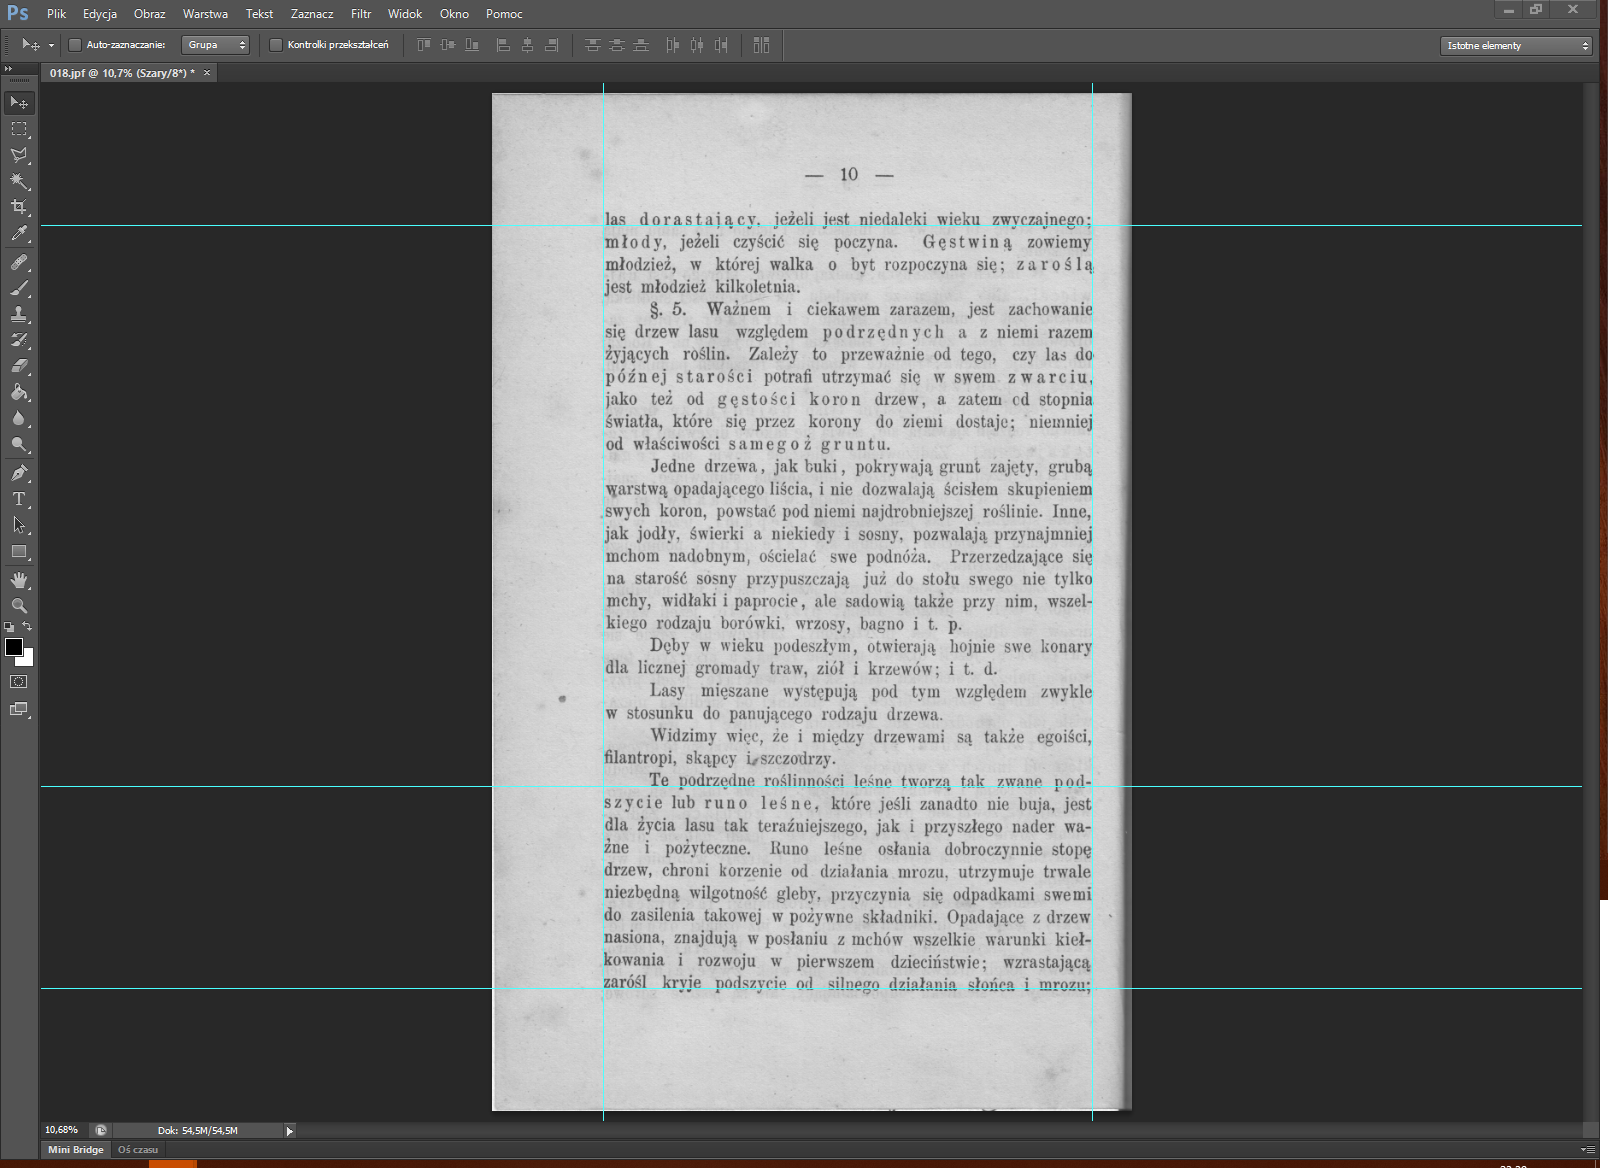 Ps Plik Edycja Obraz Warstwa Tekst Zaznacz Filtr Widok Okno Pomoc
Auto-zaznaczanie: Grupa Kontrolki przekształceń Istotne elementy
018.jpf @ 10,7% (Szary/8*) * ×
— 10 —
las dorastający. jeżeli jest niedaleki wieku zwyczajnego;
młody, jeżeli czyścić się poczyna. Gęstwiną zowiemy
młodzież, w której walka o byt rozpoczyna się; zaroślą
jest młodzież kilkoletnia.
§. 5. Ważnem i ciekawem zarazem, jest zachowanie
się drzew lasu względem podrzędnych a z niemi razem
żyjących roślin. Zależy to przeważnie od tego, czy las do
późnej starości potrafi utrzymać się w swem zwarciu,
jako też od gęstości koron drzew, a zatem od stopnia
światła, które się przez korony do ziemi dostaje; niemniej
od właściwości samegoż gruntu.
Jedne drzewa, jak buki, pokrywają grunt zajęty, grubą
warstwą opadającego liścia, i nie dozwalają ścisłem skupieniem
swych koron, powstać pod niemi najdrobniejszej roślinie. Inne,
jak jodły, świerki a niekiedy i sosny, pozwalają przynajmniej
mchom nadobnym, ościelać swe podnóża. Przerzedzające się
na starość sosny przypuszczają już do stołu swego nie tylko
mchy, widłaki i paprocie, ale sadowią także przy nim, wszel-
kiego rodzaju borówki, wrzosy, bagno i t. p.
Dęby w wieku podeszłym, otwierają hojnie swe konary
dla licznej gromady traw, ziół i krzewów; i t. d.
Lasy mięszane występują pod tym względem zwykle
w stosunku do panującego rodzaju drzewa.
Widzimy więc, że i między drzewami są także egoiści,
filantropi, skąpcy i szczodrzy.
Te podrzędne roślinności leśne tworzą tak zwane pod-
szycie lub runo leśne, które jeśli zanadto nie buja, jest
dla życia lasu tak teraźniejszego, jak i przyszłego nader wa-
żne i pożyteczne. Runo leśne osłania dobroczynnie stopę
drzew, chroni korzenie od działania mrozu, utrzymuje trwale
niezbędną wilgotność gleby, przyczynia się odpadkami swemi
do zasilenia takowej w pożywne składniki. Opadające z drzew
nasiona, znajdują w posłaniu z mchów wszelkie warunki kieł-
kowania i rozwoju w pierwszem dzieciństwie; wzrastającą
zaróśl kryje podszycie od silnego działania słońca i mrozu;
10,68% Dok: 54,5M/54,5M
Mini Bridge Oś czasu